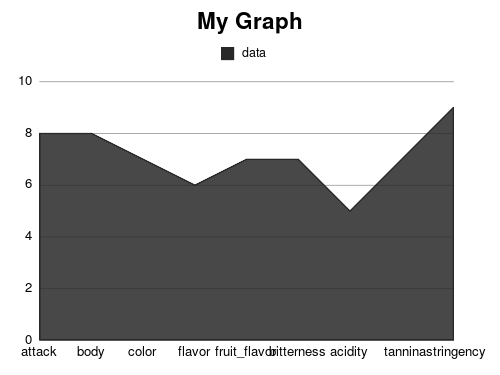 My Graph
data
10
8
6
4
2
0
attack body color flavor fruit_flavor bitterness acidity tannin astringency